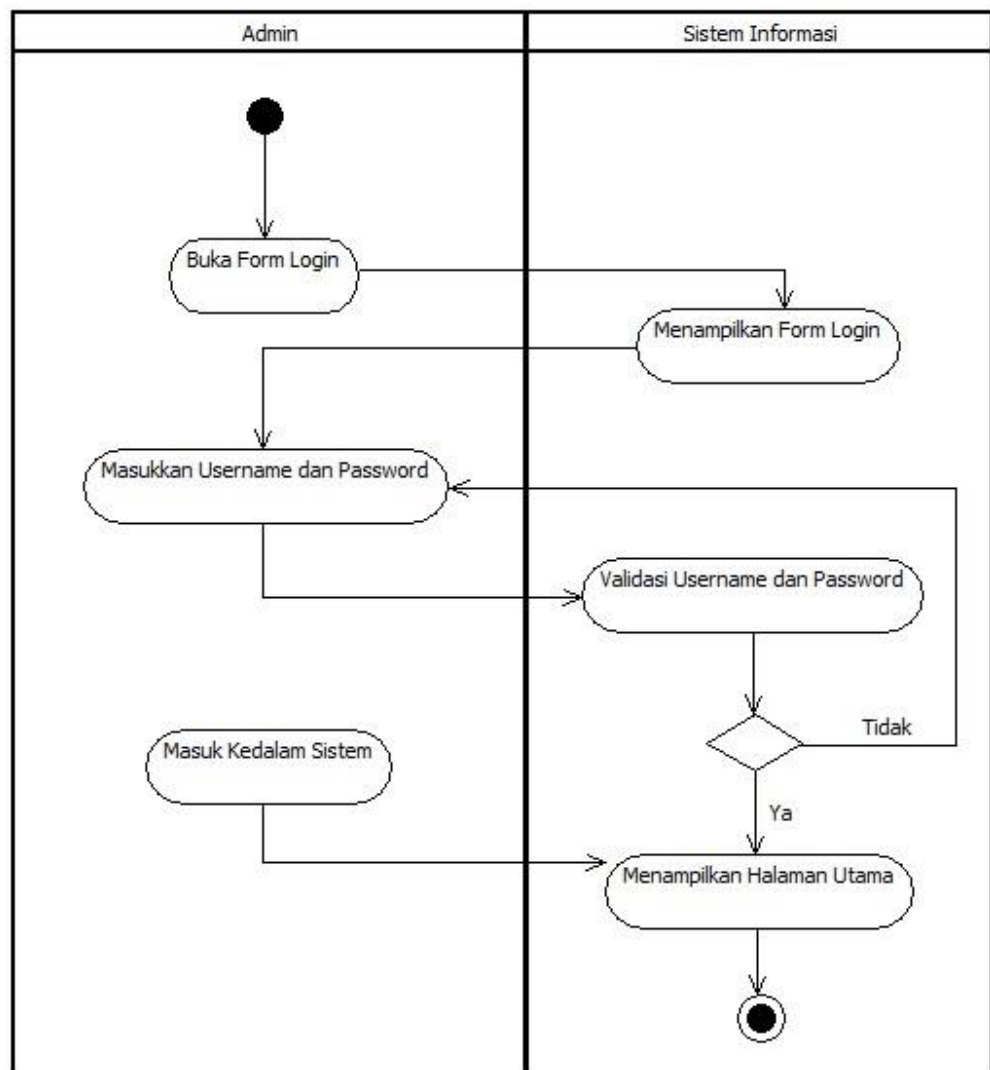 Admin
Sistem Informasi
Buka Form Login
Menampilkan Form Login
Masukkan Username dan Password
Validasi Username dan Password
Tidak
Masuk Kedalam Sistem
Ya
Menampilkan Halaman Utama